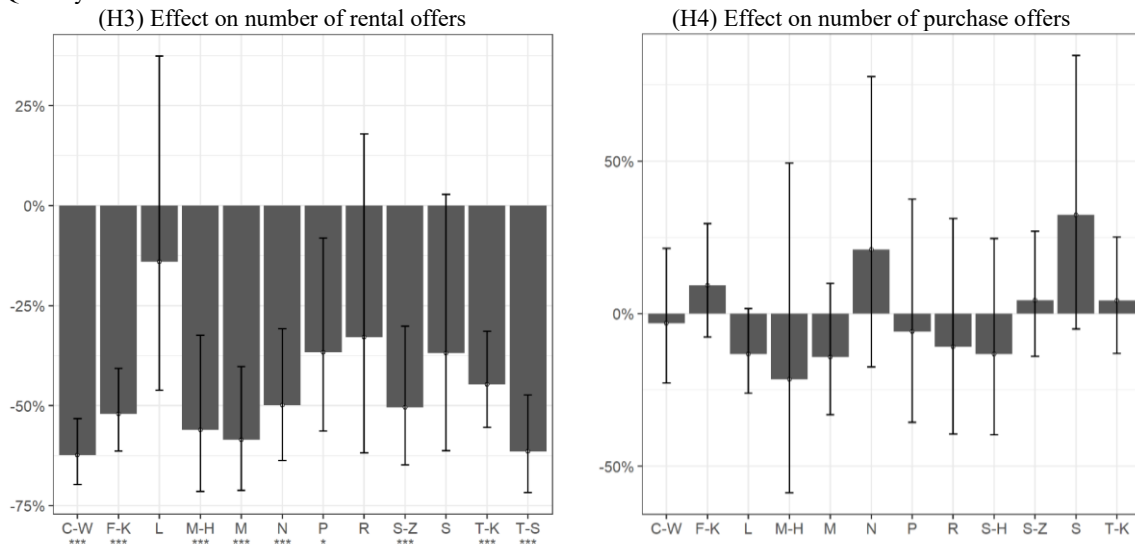 (H3) Effect on number of rental offers
25%
0%
-25%
-50%
-75%
C-W F-K L M-H M N P R S-Z S T-K T-S
*** *** *** *** *** * *** *** ***
(H4) Effect on number of purchase offers
50%
0%
-50%
C-W F-K L M-H M N P R S-H S-Z S T-K